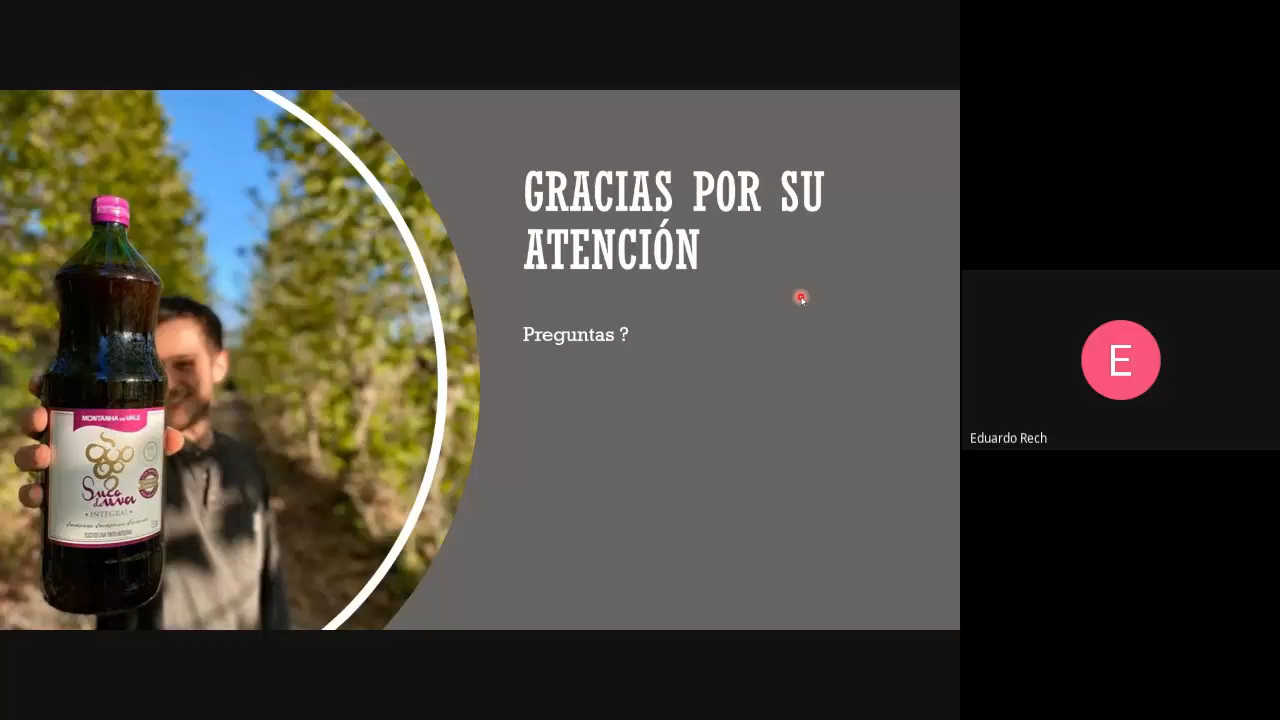 GRACIAS POR SU
ATENCIÓN
Preguntas ?
MONTANHA DO VALE
Suco
de uva
• INTEGRAL •
E
Eduardo Rech